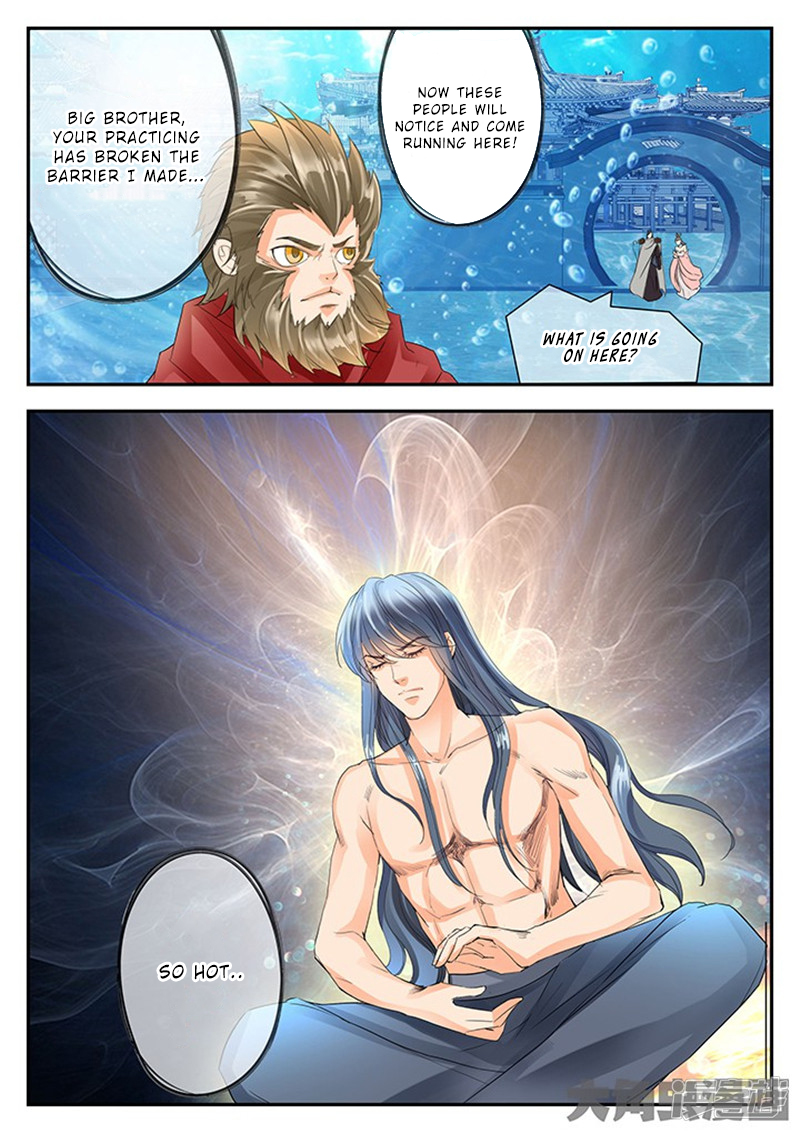 BIG BROTHER,
YOUR PRACTICING
HAS BROKEN THE
BARRIER I MADE...
NOW THESE
PEOPLE WILL
NOTICE AND COME
RUNNING HERE!
WHAT IS GOING
ON HERE?
SO HOT..